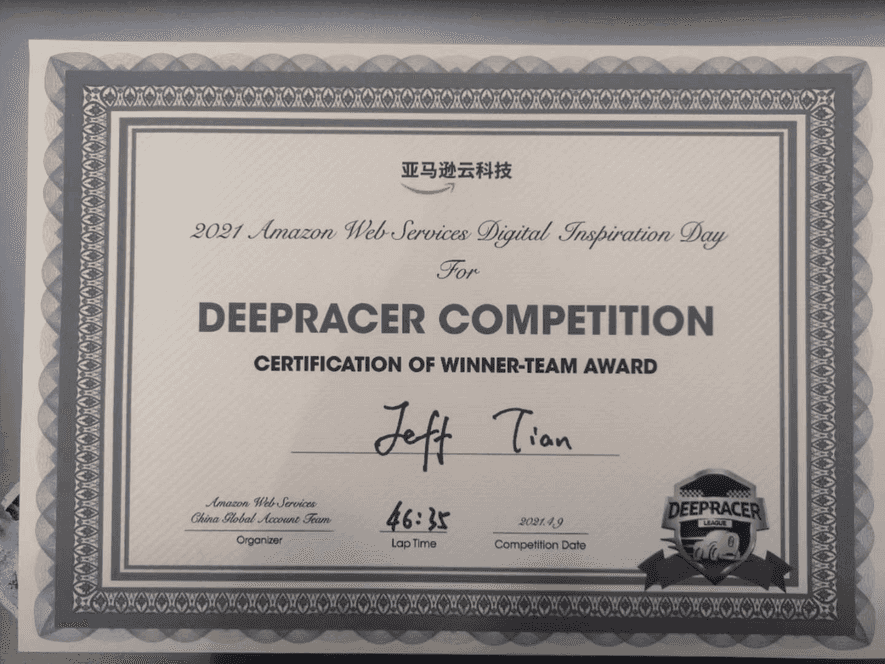 亚马逊云科技
2021 Amazon Web Services Digital Inspiration Day
For
DEEPRACER COMPETITION
CERTIFICATION OF WINNER-TEAM AWARD
Jeff Tian
Amazon Web Services
China Global Account Team
Organizer
46:35
Lap Time
2021.4.9
Competition Date
DEEPRACER
LEAGUE